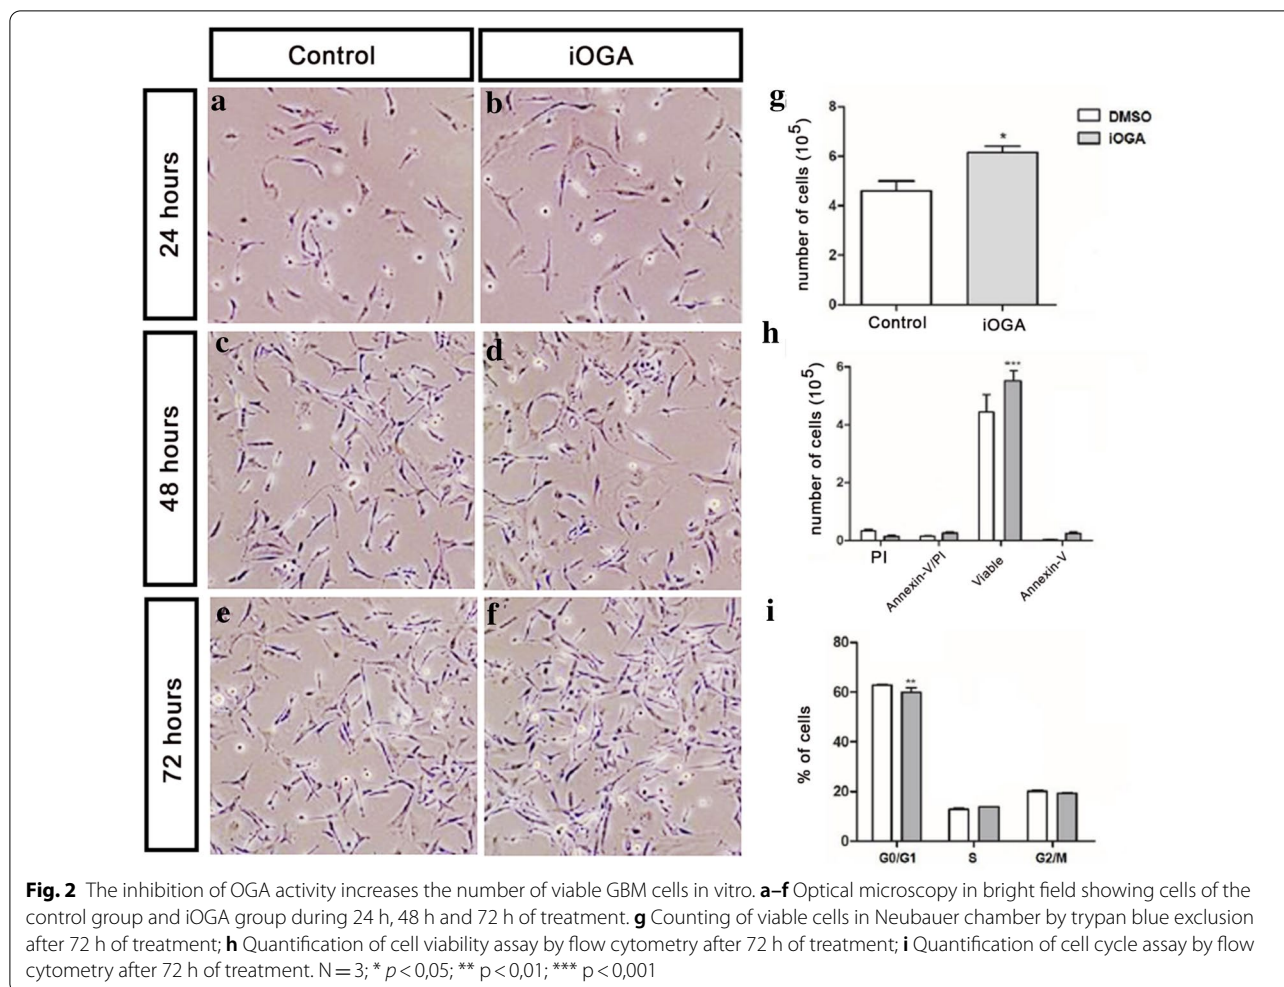 Control
iOGA
24 hours
48 hours
72 hours
a
b
c
d
e
f
g
number of cells (10⁵)
8
6
4
2
0
*
Control
iOGA
DMSO
iOGA
h
number of cells (10⁵)
6
4
2
0
***
PI
Annexin-V/PI
Viable
Annexin-V
i
% of cells
80
60
40
20
0
**
G0/G1
S
G2/M
Fig. 2 The inhibition of OGA activity increases the number of viable GBM cells in vitro. a–f Optical microscopy in bright field showing cells of the
control group and iOGA group during 24 h, 48 h and 72 h of treatment. g Counting of viable cells in Neubauer chamber by trypan blue exclusion
after 72 h of treatment; h Quantification of cell viability assay by flow cytometry after 72 h of treatment; i Quantification of cell cycle assay by flow
cytometry after 72 h of treatment. N = 3; * p < 0,05; ** p < 0,01; *** p < 0,001